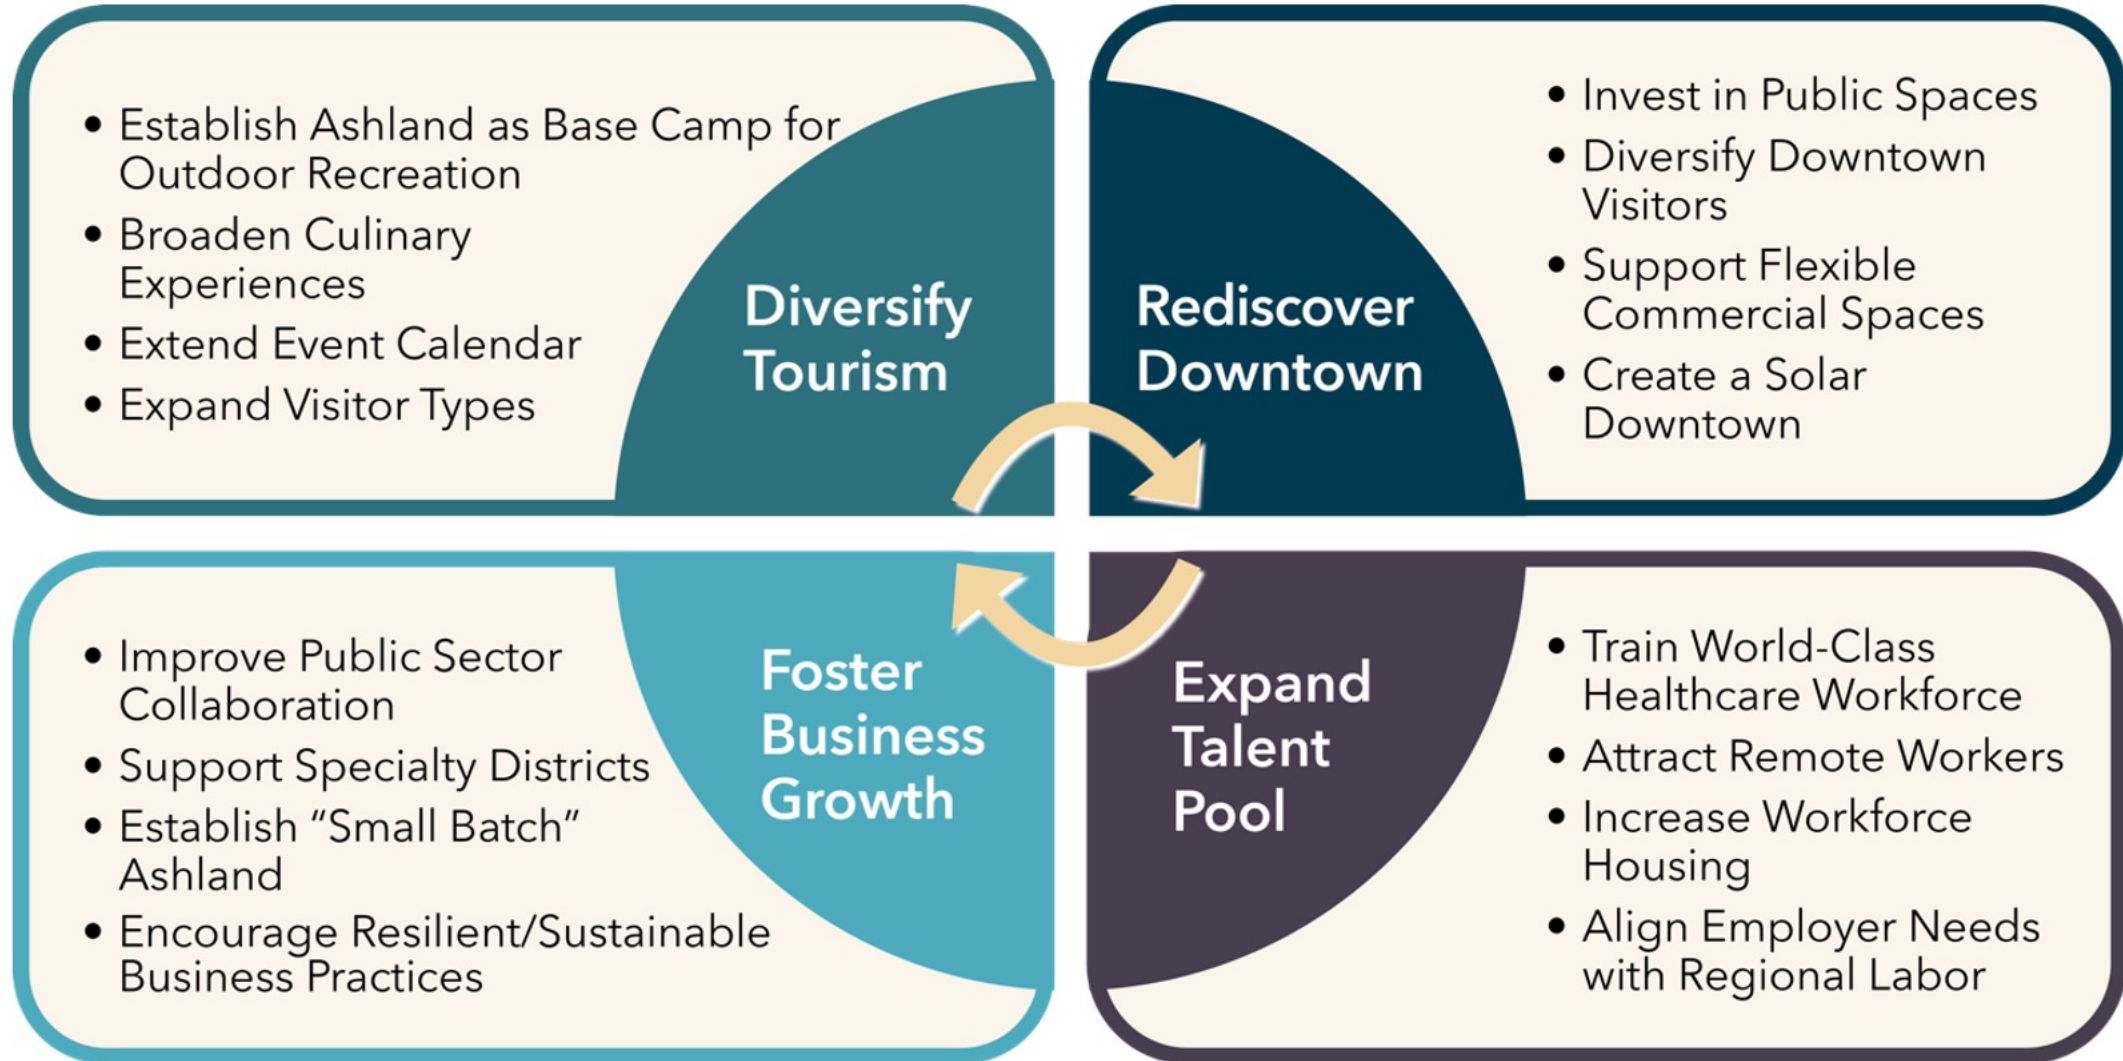 • Establish Ashland as Base Camp for
Outdoor Recreation
• Broaden Culinary
Experiences
• Extend Event Calendar
• Expand Visitor Types
Diversify
Tourism
Rediscover
Downtown
• Invest in Public Spaces
• Diversify Downtown
Visitors
• Support Flexible
Commercial Spaces
• Create a Solar
Downtown
• Improve Public Sector
Collaboration
• Support Specialty Districts
• Establish “Small Batch”
Ashland
• Encourage Resilient/Sustainable
Business Practices
Foster
Business
Growth
Expand
Talent
Pool
• Train World-Class
Healthcare Workforce
• Attract Remote Workers
• Increase Workforce
Housing
• Align Employer Needs
with Regional Labor